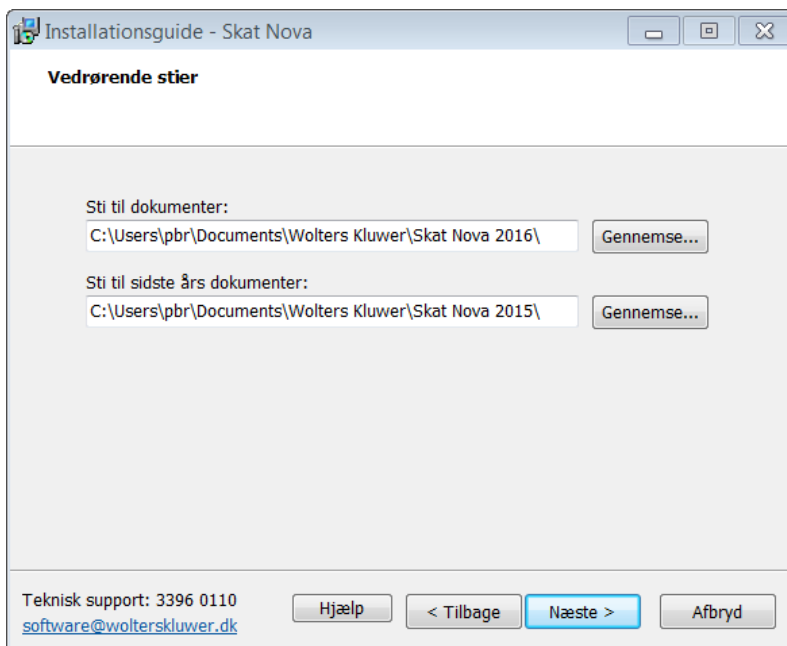 Installationsguide - Skat Nova
Vedrørende stier
Sti til dokumenter:
C:\Users\pbr\Documents\Wolters Kluwer\Skat Nova 2016\
Gennemse...
Sti til sidste års dokumenter:
C:\Users\pbr\Documents\Wolters Kluwer\Skat Nova 2015\
Gennemse...
Teknisk support: 3396 0110
software@wolterskluwer.dk
Hjælp
< Tilbage
Næste >
Afbryd